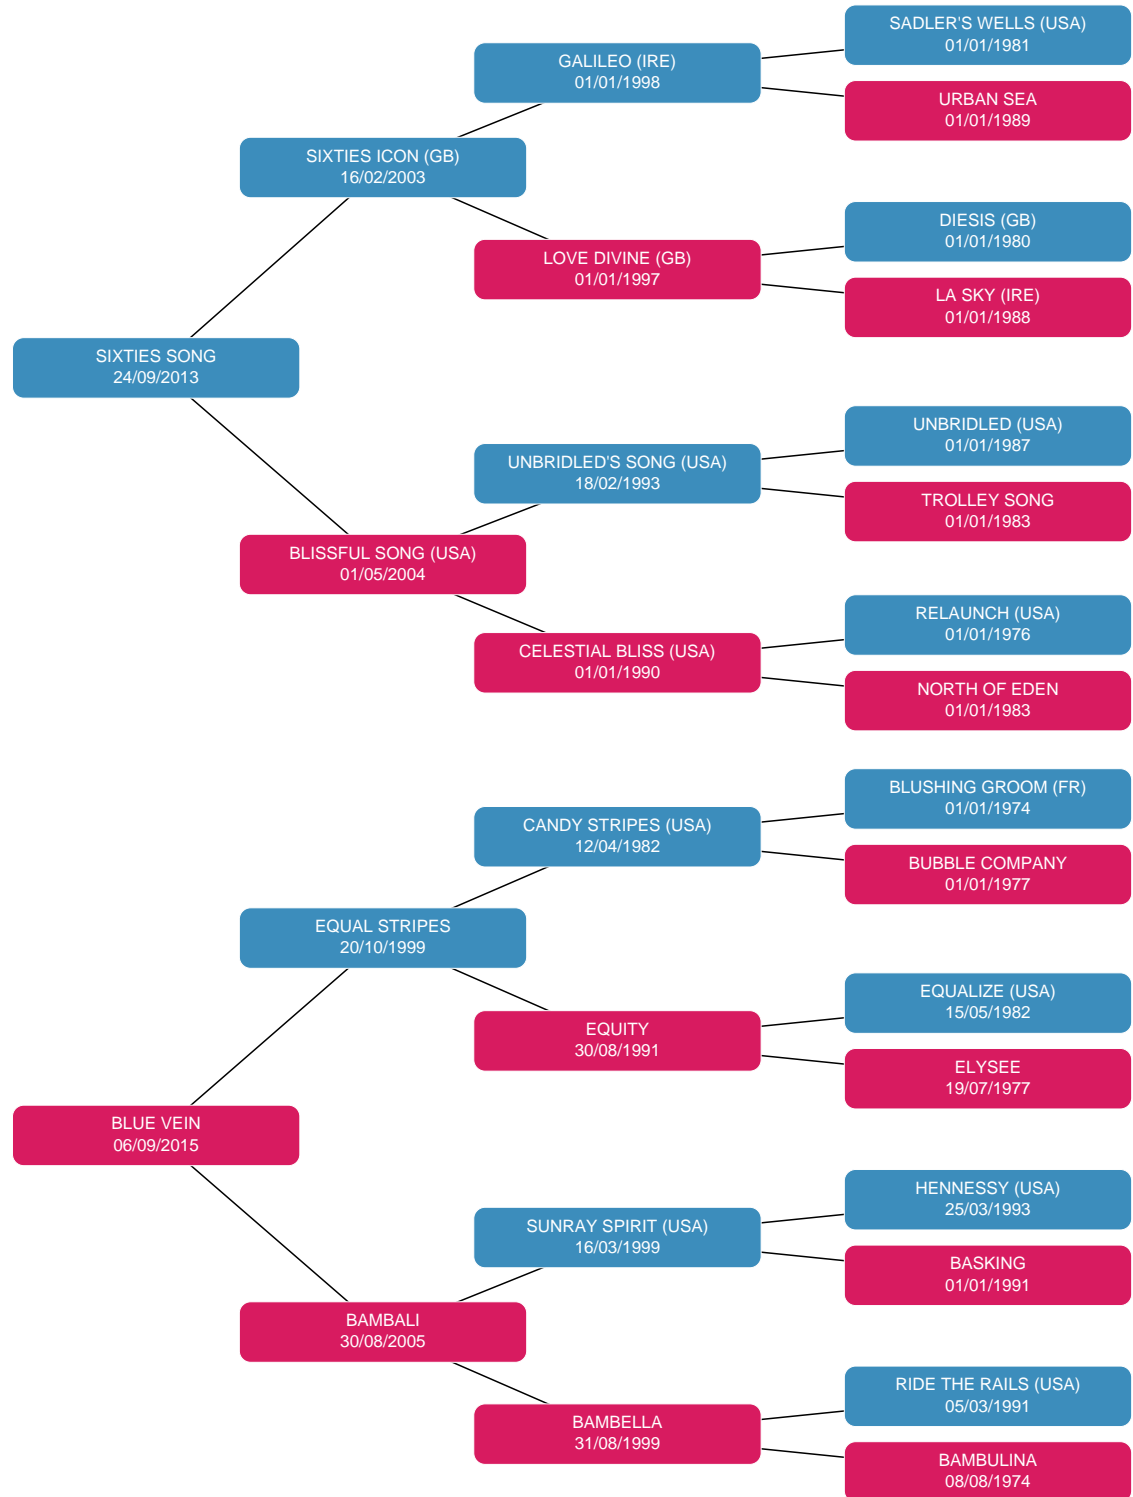 SADLER'S WELLS (USA)
01/01/1981
GALILEO (IRE)
01/01/1998
URBAN SEA
01/01/1989
SIXTIES ICON (GB)
16/02/2003
DIESIS (GB)
01/01/1980
LOVE DIVINE (GB)
01/01/1997
LA SKY (IRE)
01/01/1988
SIXTIES SONG
24/09/2013
UNBRIDLED (USA)
01/01/1987
UNBRIDLED'S SONG (USA)
18/02/1993
TROLLEY SONG
01/01/1983
BLISSFUL SONG (USA)
01/05/2004
RELAUNCH (USA)
01/01/1976
CELESTIAL BLISS (USA)
01/01/1990
NORTH OF EDEN
01/01/1983
BLUSHING GROOM (FR)
01/01/1974
CANDY STRIPES (USA)
12/04/1982
BUBBLE COMPANY
01/01/1977
EQUAL STRIPES
20/10/1999
EQUALIZE (USA)
15/05/1982
EQUITY
30/08/1991
ELYSEE
19/07/1977
BLUE VEIN
06/09/2015
HENNESSY (USA)
25/03/1993
SUNRAY SPIRIT (USA)
16/03/1999
BASKING
01/01/1991
BAMBALI
30/08/2005
RIDE THE RAILS (USA)
05/03/1991
BAMBELLA
31/08/1999
BAMBULINA
08/08/1974